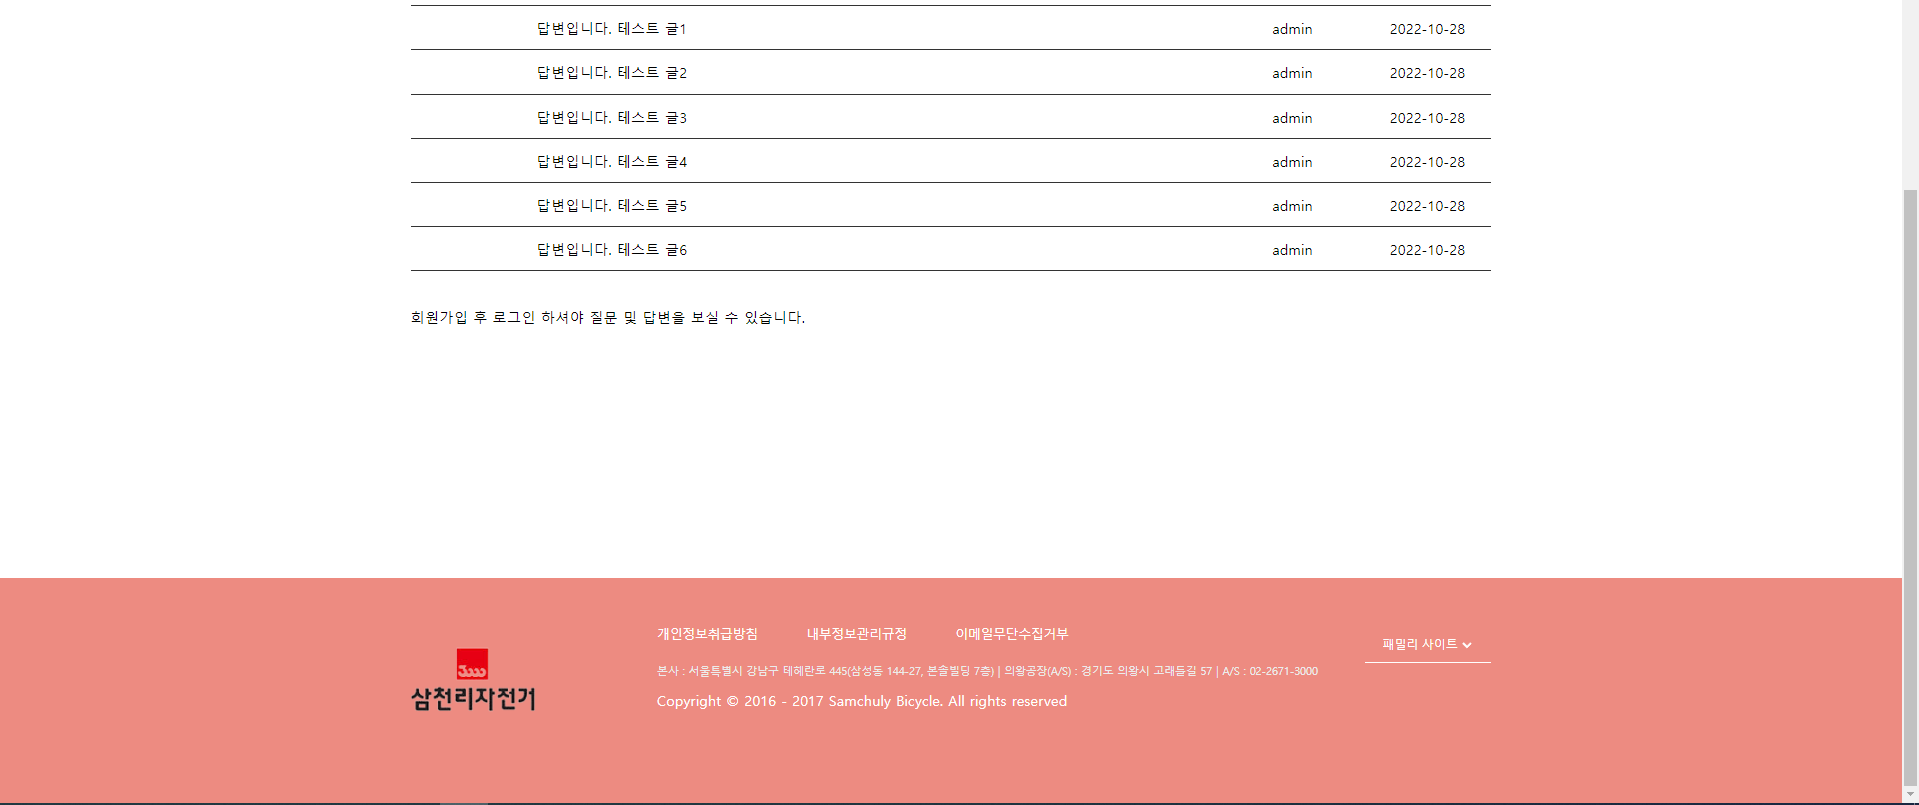 답변입니다. 테스트 글1 admin 2022-10-28
답변입니다. 테스트 글2 admin 2022-10-28
답변입니다. 테스트 글3 admin 2022-10-28
답변입니다. 테스트 글4 admin 2022-10-28
답변입니다. 테스트 글5 admin 2022-10-28
답변입니다. 테스트 글6 admin 2022-10-28
회원가입 후 로그인 하셔야 질문 및 답변을 보실 수 있습니다.
개인정보취급방침 내부정보관리규정 이메일무단수집거부
패밀리 사이트
삼천리자전거
본사 : 서울특별시 강남구 테헤란로 445(삼성동 144-27, 본솔빌딩 7층) | 의왕공장(A/S) : 경기도 의왕시 고래들길 57 | A/S : 02-2671-3000
Copyright © 2016 - 2017 Samchuly Bicycle. All rights reserved